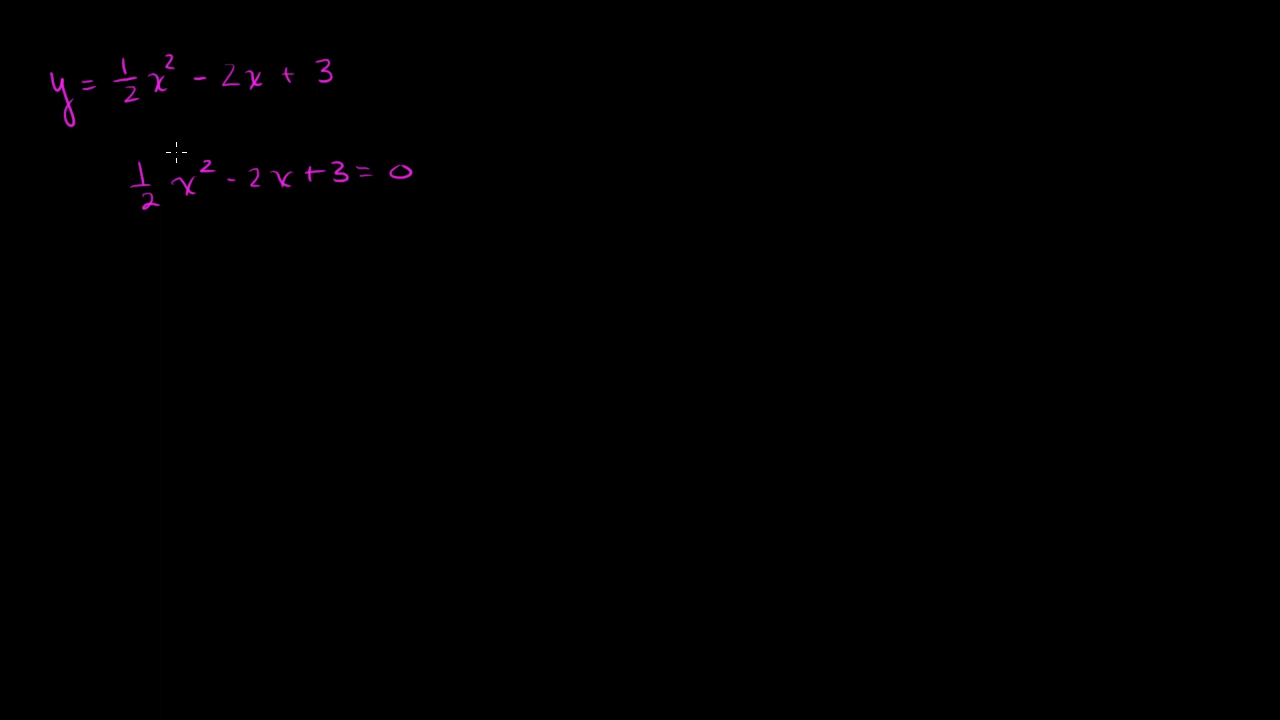 y = 1/2 x² - 2x + 3
1/2 x² - 2x + 3 = 0